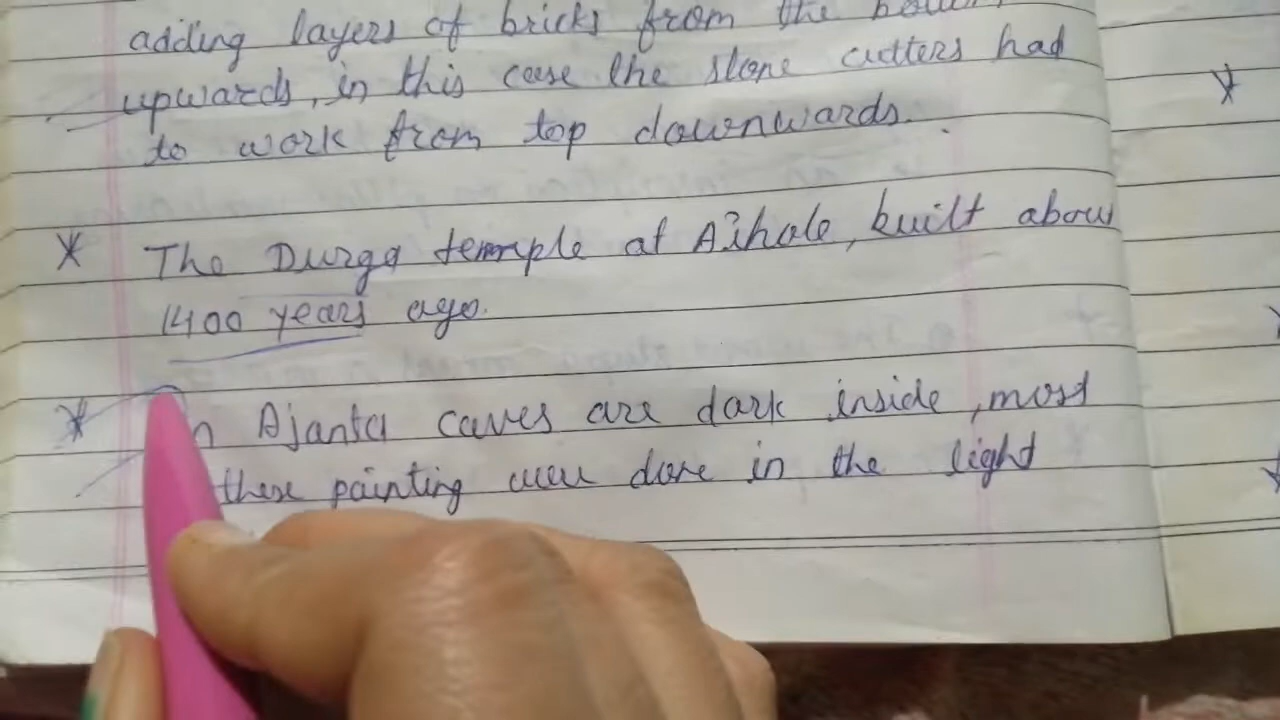 adding layers of bricks from the
upwards, in this case the stone cutters had
to work from top downwards.
* The Durga temple at Aihole, built about
1400 years ago.
* Ajanta caves are dark inside, most
these painting were done in the light